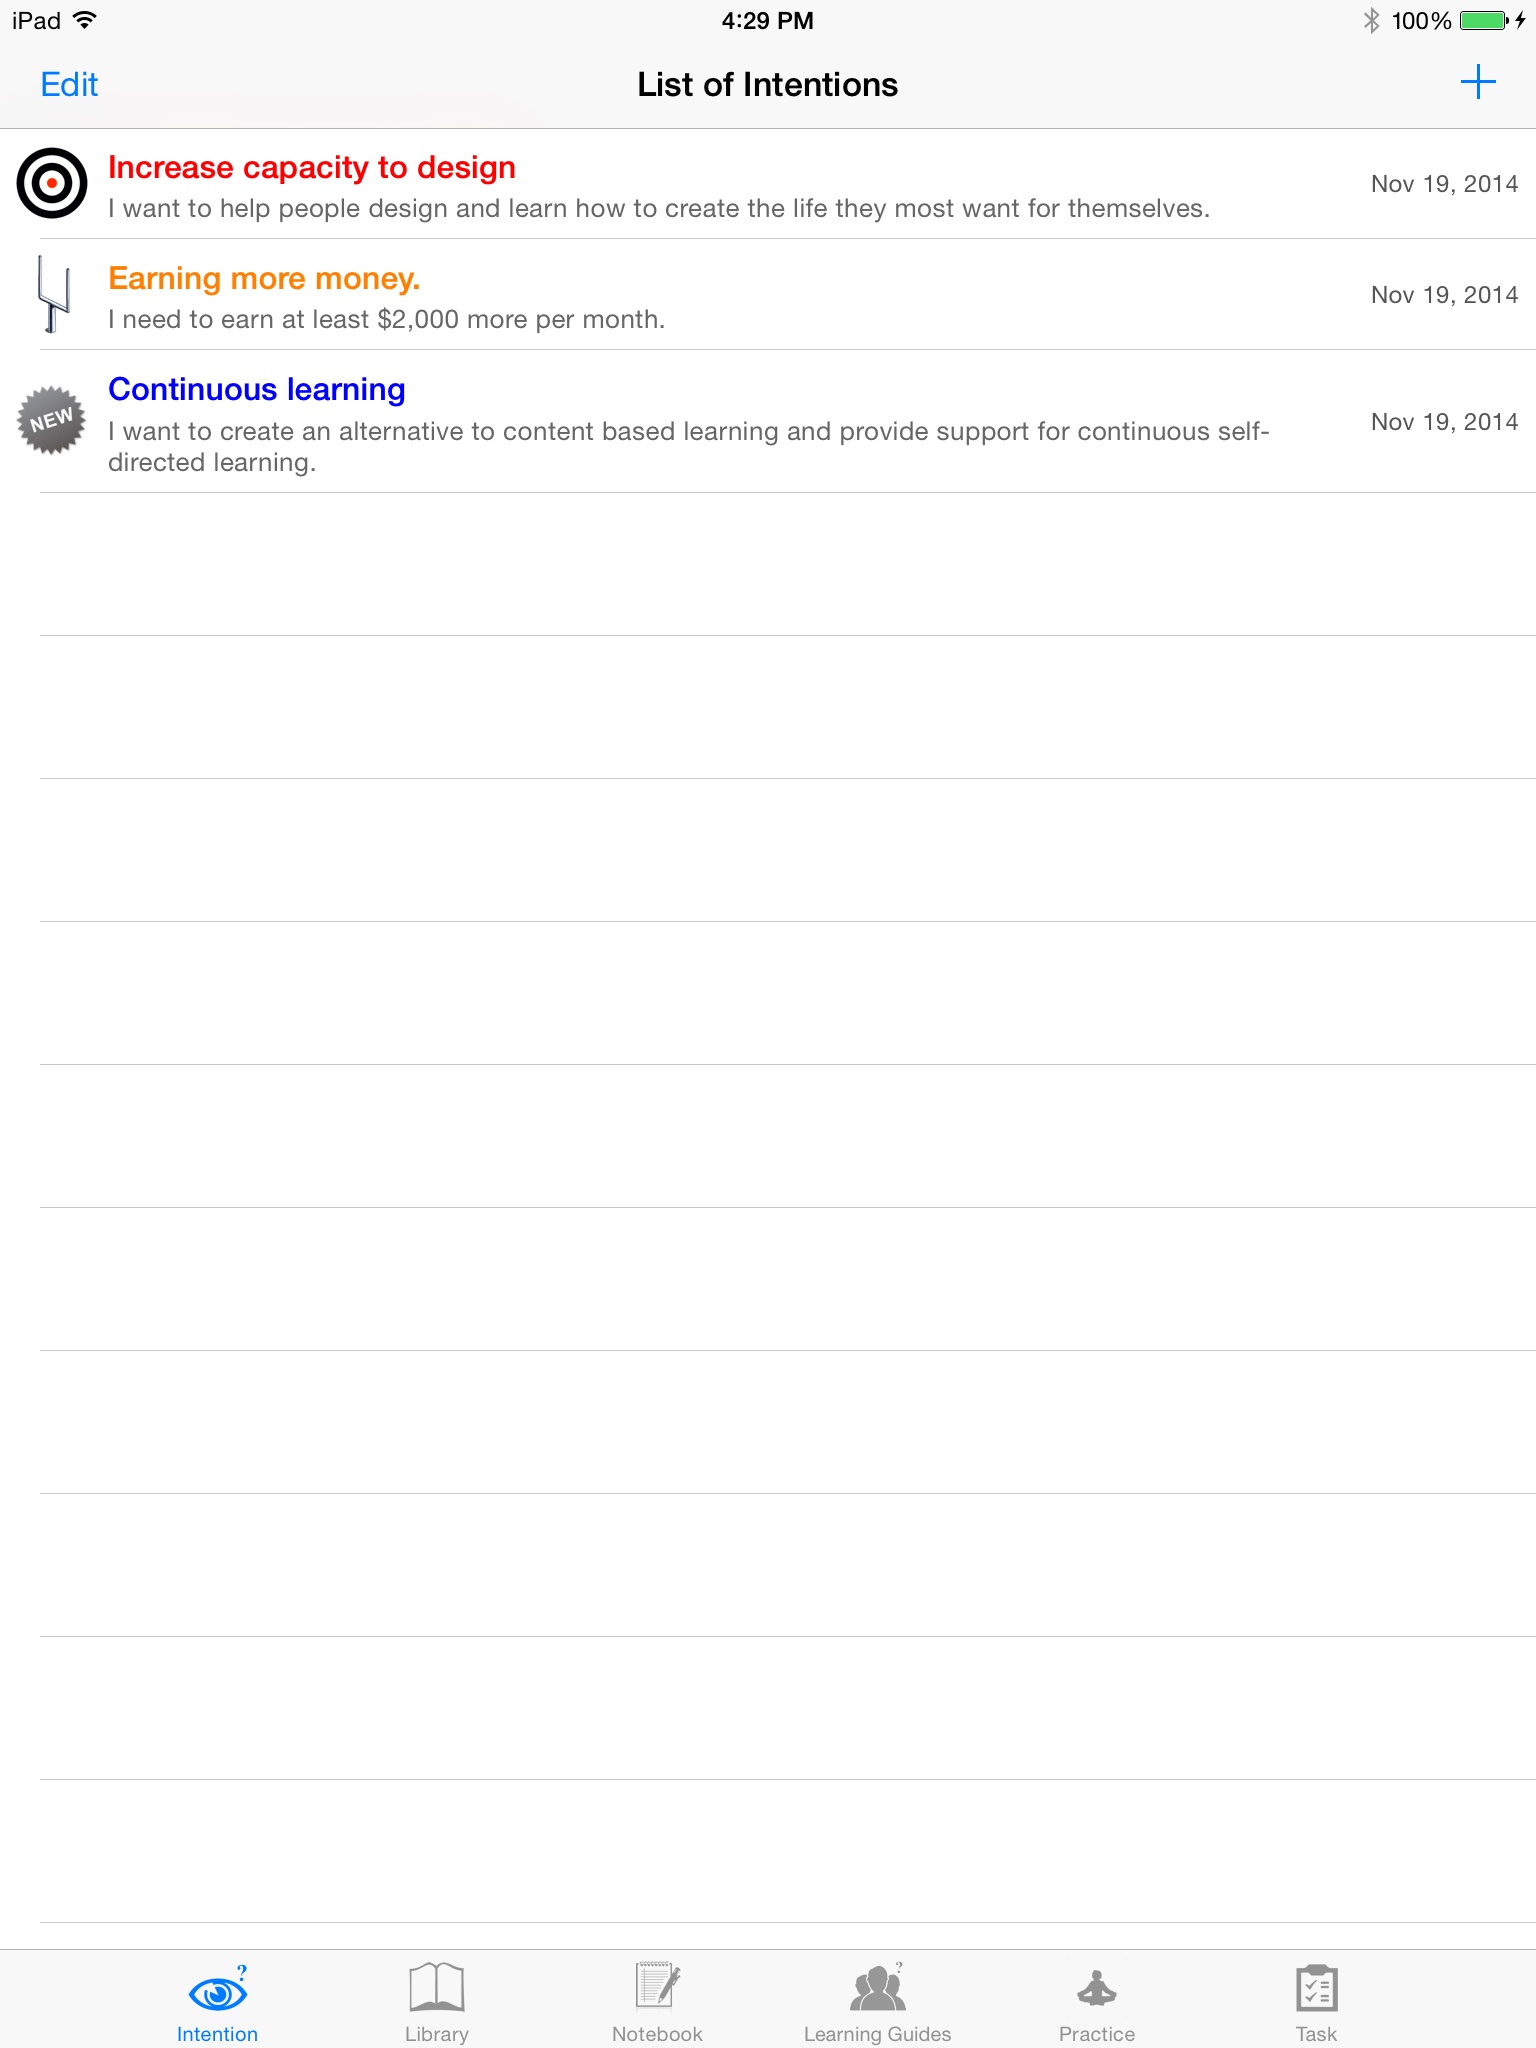 iPad 4:29 PM 100%
Edit List of Intentions +
Increase capacity to design
I want to help people design and learn how to create the life they most want for themselves.
Nov 19, 2014
Earning more money.
I need to earn at least $2,000 more per month.
Nov 19, 2014
NEW
Continuous learning
I want to create an alternative to content based learning and provide support for continuous self-
directed learning.
Nov 19, 2014
? ?
Intention Library Notebook Learning Guides Practice Task